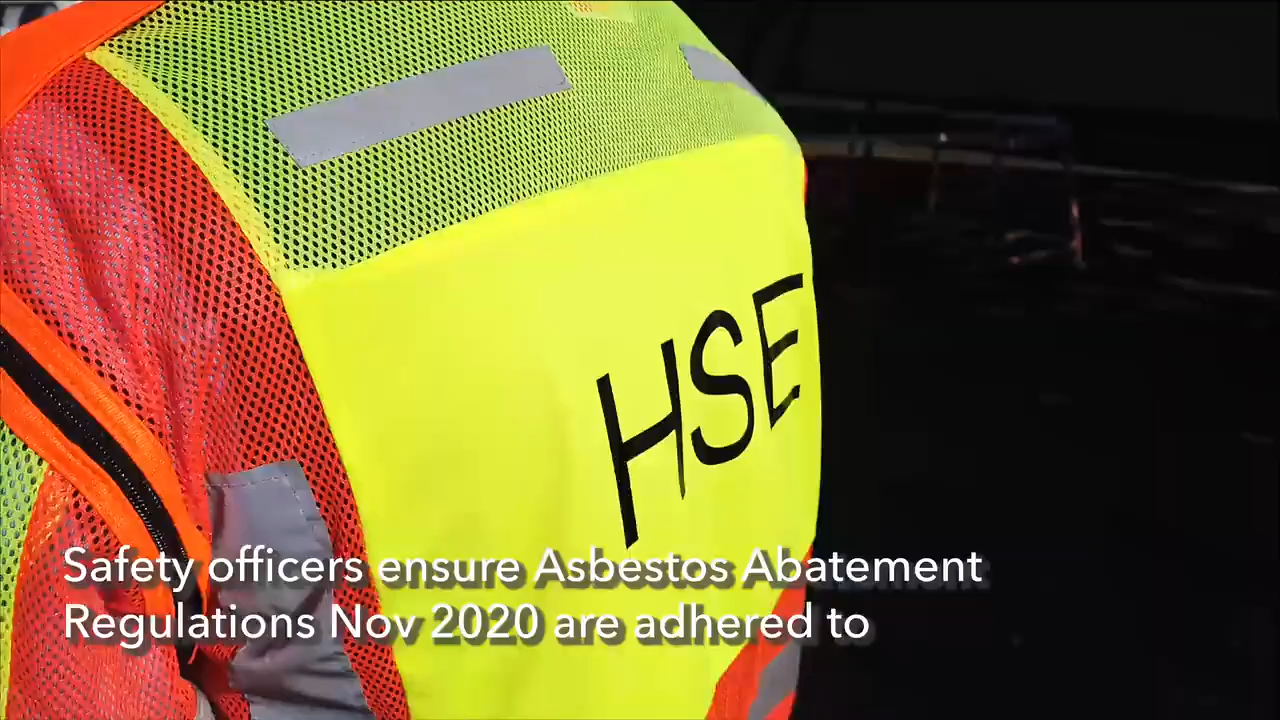 HSE
Safety officers ensure Asbestos Abatement
Regulations Nov 2020 are adhered to